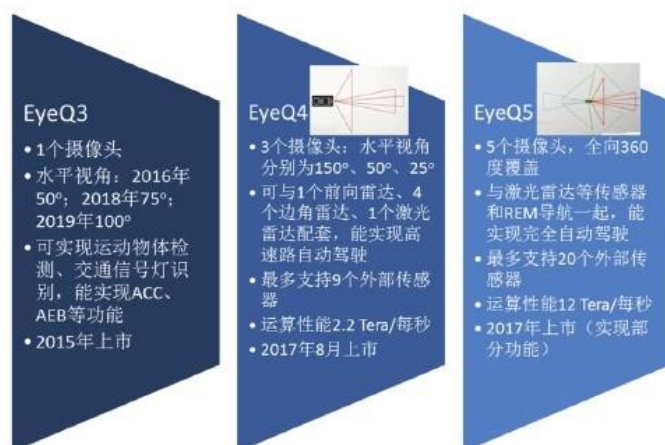 EyeQ3
• 1个摄像头
• 水平视角：2016年
50°；2018年75°；
2019年100°
• 可实现运动物体检
测、交通信号灯识
别，能实现ACC、
AEB等功能
• 2015年上市
EyeQ4
• 3个摄像头：水平视角
分别为150°、50°、25°
• 可与1个前向雷达、4
个边角雷达、1个激光
雷达配套，能实现高
速路自动驾驶
• 最多支持9个外部传感
器
• 运算性能2.2 Tera/每秒
• 2017年8月上市
EyeQ5
• 5个摄像头，全向360
度覆盖
• 与激光雷达等传感器
和REM导航一起，能
实现完全自动驾驶
• 最多支持20个外部传
感器
• 运算性能12 Tera/每秒
• 2017年上市（实现部
分功能）